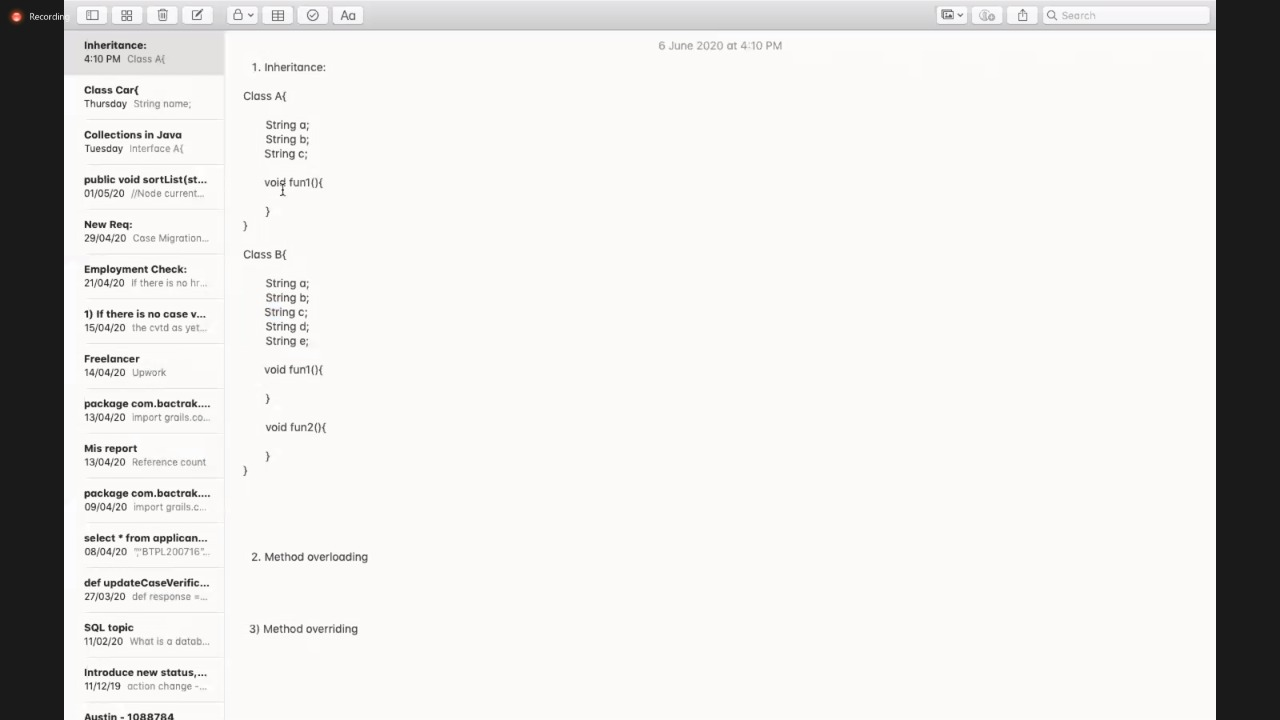 Recording
Aa
Search
Inheritance:
4:10 PM Class A{
Class Car{
Thursday String name;
Collections in Java
Tuesday Interface A{
public void sortList(st...
01/05/20 //Node current...
New Req:
29/04/20 Case Migration...
Employment Check:
21/04/20 If there is no hr...
1) If there is no case v...
15/04/20 the cvtd as yet...
Freelancer
14/04/20 Upwork
package com.bactrak....
13/04/20 import grails.co...
Mis report
13/04/20 Reference count
package com.bactrak....
09/04/20 import grails.c...
select * from applican...
08/04/20 "'BTPL200716"...
def updateCaseVerific...
27/03/20 def response =...
SQL topic
11/02/20 What is a datab...
Introduce new status,...
11/12/19 action change -...
Austin - 1088784
6 June 2020 at 4:10 PM
1. Inheritance:
Class A{
String a;
String b;
String c;
void fun1(){
}
}
Class B{
String a;
String b;
String c;
String d;
String e;
void fun1(){
}
void fun2(){
}
}
2. Method overloading
3) Method overriding